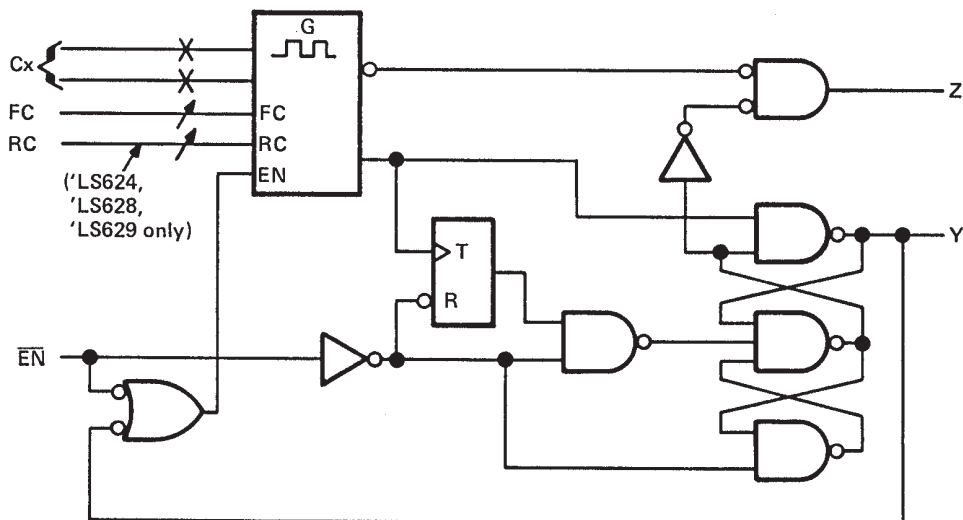 G
Cx
FC
FC
RC
RC
EN
('LS624,
'LS628,
'LS629 only)
Z
T
R
Y
EN